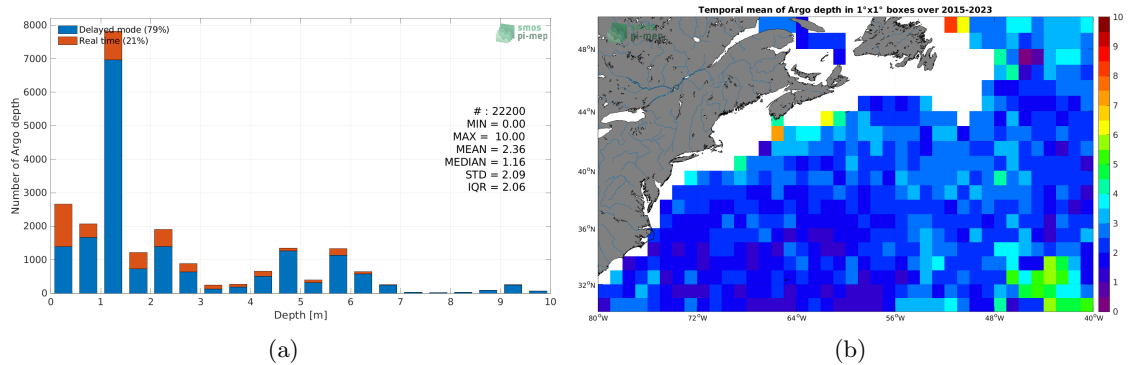 8000
7000
6000
5000
4000
3000
2000
1000
0
Number of Argo depth
Delayed mode (79%)
Real time (21%)
smos
pi-mep
# : 22200
MIN = 0.00
MAX = 10.00
MEAN = 2.36
MEDIAN = 1.16
STD = 2.09
IQR = 2.06
0 1 2 3 4 5 6 7 8 9 10
Depth [m]
(a)
Temporal mean of Argo depth in 1°x1° boxes over 2015-2023
smos
pi-mep
48°N
44°N
40°N
36°N
32°N
80°W 72°W 64°W 56°W 48°W 40°W
10
9
8
7
6
5
4
3
2
1
0
(b)